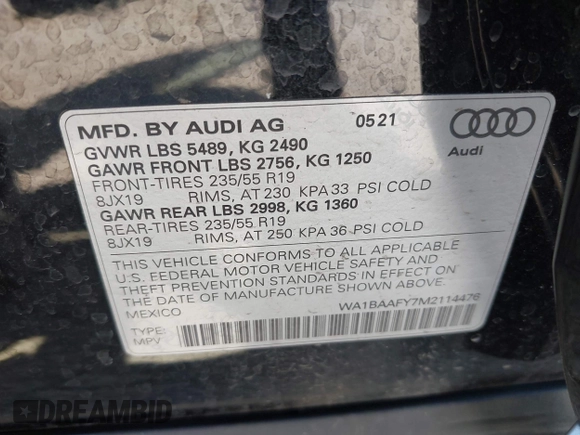 MFD. BY AUDI AG 05 21
GVWR LBS 5489, KG 2490
GAWR FRONT LBS 2756, KG 1250
FRONT-TIRES 235/55 R19
8JX19 RIMS, AT 230 KPA 33 PSI COLD
GAWR REAR LBS 2998, KG 1360
REAR-TIRES 235/55 R19
8JX19 RIMS, AT 250 KPA 36 PSI COLD
Audi
THIS VEHICLE CONFORMS TO ALL APPLICABLE
U.S. FEDERAL MOTOR VEHICLE SAFETY AND
THEFT PREVENTION STANDARDS IN EFFECT ON
THE DATE OF MANUFACTURE SHOWN ABOVE.
MEXICO
WA1BAAFY7M2114476
TYPE:
MPV
DREAMBID